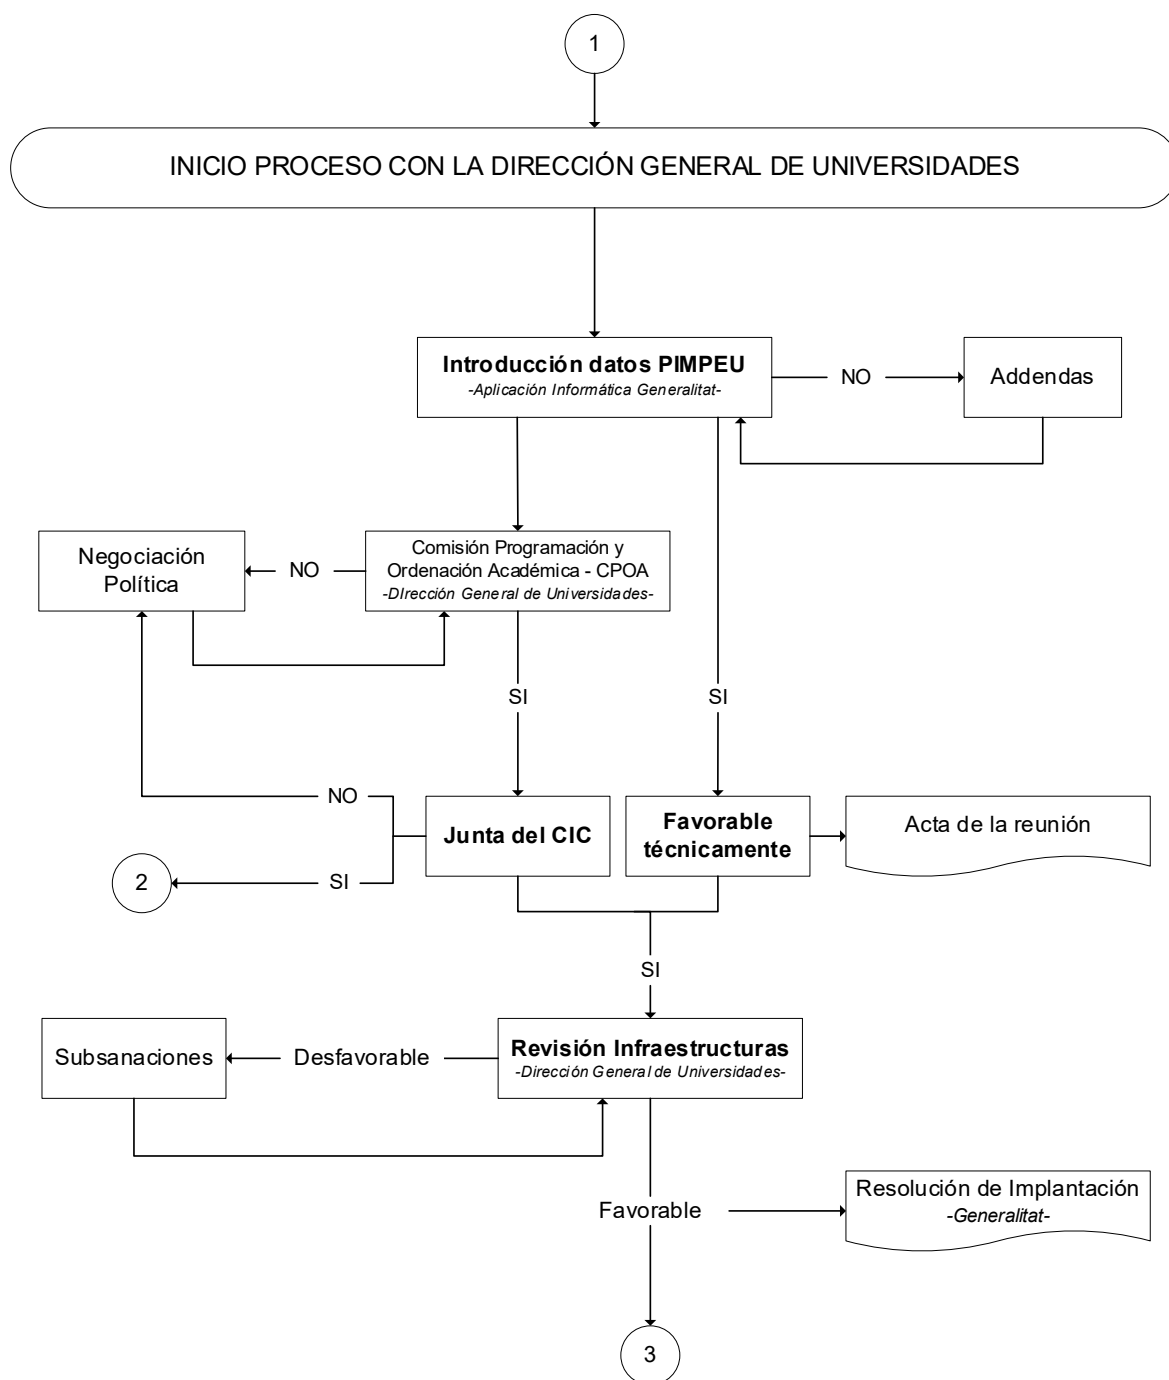 1
INICIO PROCESO CON LA DIRECCIÓN GENERAL DE UNIVERSIDADES
Introducción datos PIMPEU
-Aplicación Informática Generalitat-
NO
Addendas
Negociación
Política
NO
Comisión Programación y
Ordenación Académica - CPOA
-DIrección General de Universidades-
SI
SI
NO
Junta del CIC
Favorable
técnicamente
Acta de la reunión
2
SI
SI
Subsanaciones
Desfavorable
Revisión Infraestructuras
-Dirección General de Universidades-
Favorable
Resolución de Implantación
-Generalitat-
3